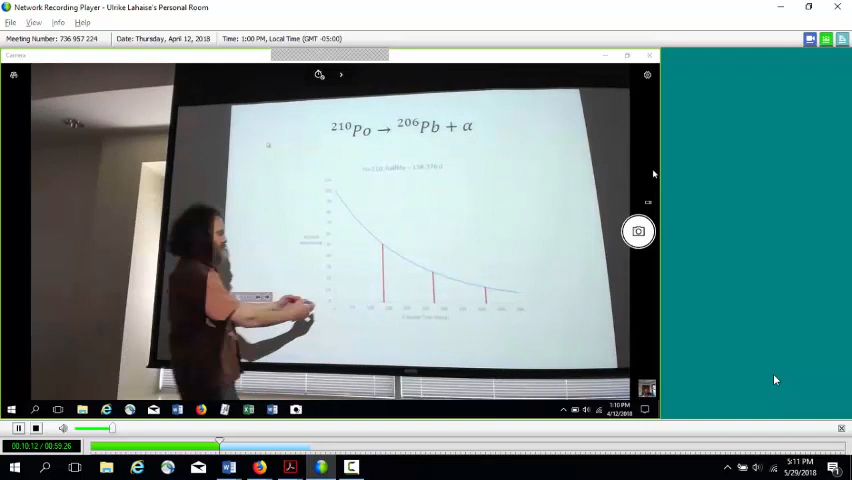 Network Recording Player - Ulrike Lahaise's Personal Room
File View Info Help
Meeting Number: 736 957 224 Date: Thursday, April 12, 2018 Time: 1:00 PM, Local Time (GMT -05:00)
Camera
²¹⁰Po → ²⁰⁶Pb + α
1:10 PM
4/12/2018
00:10:12 / 00:59:26
5:11 PM
5/29/2018